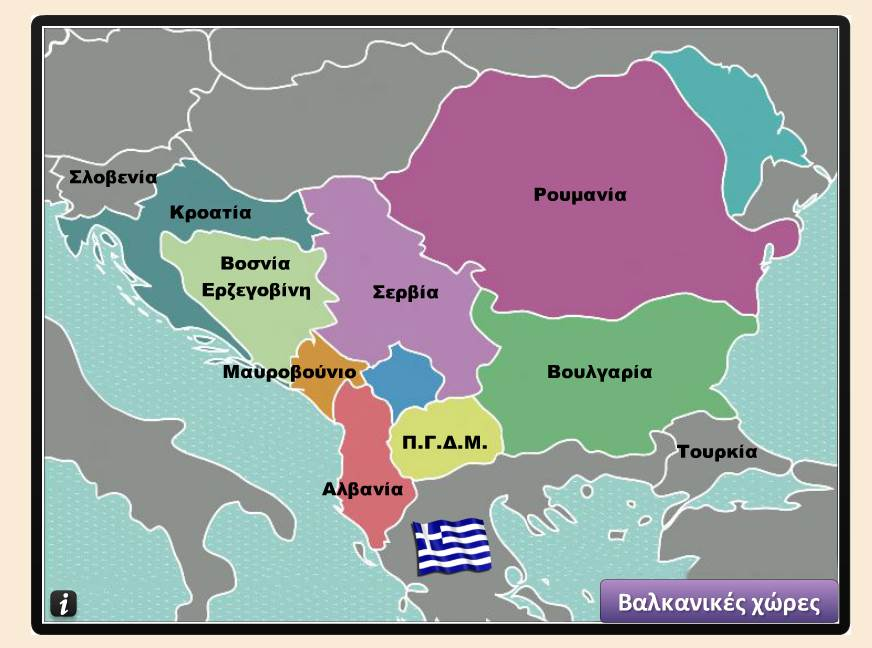 Σλοβενία
Κροατία
Ρουμανία
Βοσνία
Ερζεγοβίνη
Σερβία
Μαυροβούνιο
Βουλγαρία
Π.Γ.Δ.Μ.
Τουρκία
Αλβανία
i
Βαλκανικές χώρες